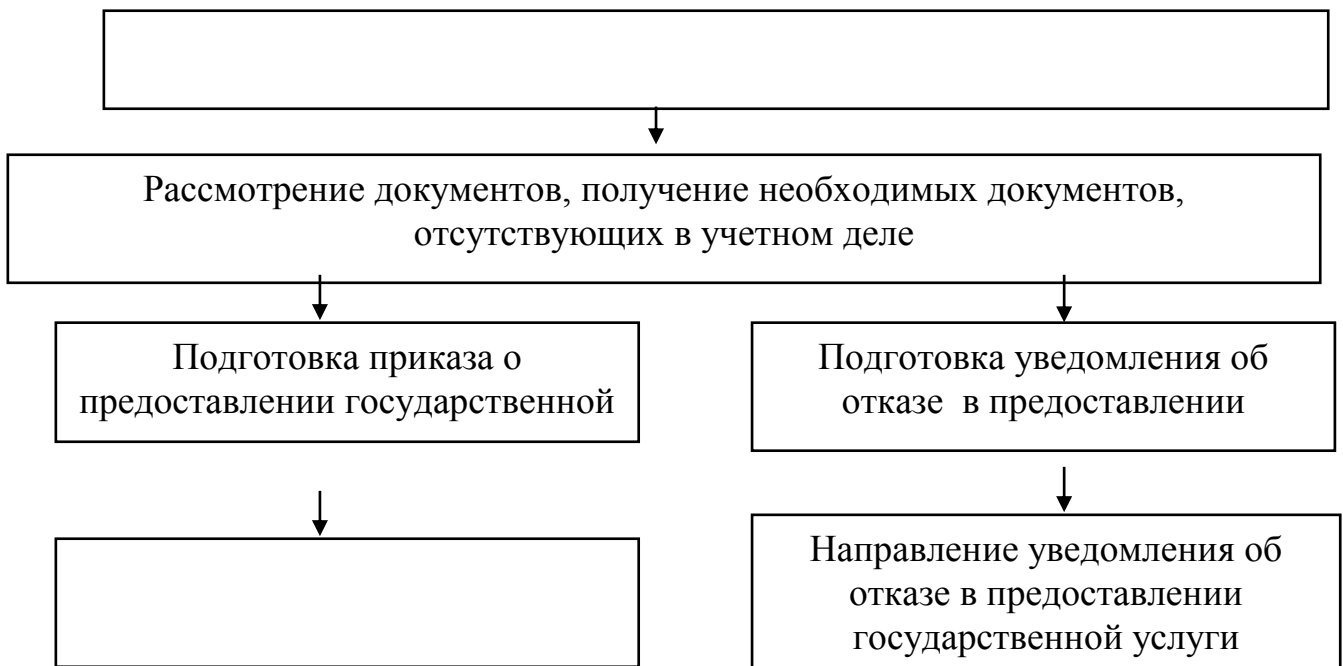 Рассмотрение документов, получение необходимых документов,
отсутствующих в учетном деле
Подготовка приказа о
предоставлении государственной
Подготовка уведомления об
отказе в предоставлении
Направление уведомления об
отказе в предоставлении
государственной услуги